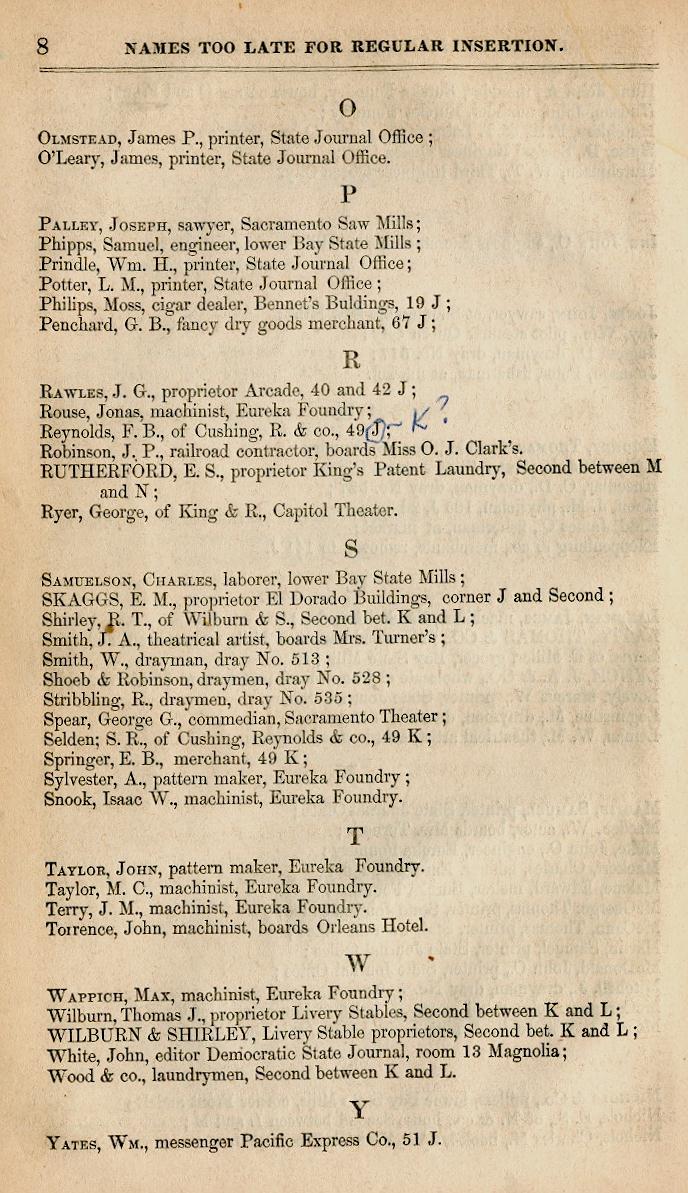 8 NAMES TOO LATE FOR REGULAR INSERTION.
O
OLMSTEAD, James P., printer, State Journal Office ;
O'Leary, James, printer, State Journal Office.
P
PALLEY, JOSEPH, sawyer, Sacramento Saw Mills ;
Phipps, Samuel, engineer, lower Bay State Mills ;
Prindle, Wm. H., printer, State Journal Office ;
Potter, L. M., printer, State Journal Office ;
Philips, Moss, cigar dealer, Bennet's Buldings, 19 J ;
Penchard, G. B., fancy dry goods merchant, 67 J ;
R
RAWLES, J. G., proprietor Arcade, 40 and 42 J ;
Rouse, Jonas, machinist, Eureka Foundry ;
Reynolds, F. B., of Cushing, R. & co., 49 J ; - K ?
Robinson, J. P., railroad contractor, boards Miss O. J. Clark's.
RUTHERFORD, E. S., proprietor King's Patent Laundry, Second between M
and N ;
Ryer, George, of King & R., Capitol Theater.
S
SAMUELSON, CHARLES, laborer, lower Bay State Mills ;
SKAGGS, E. M., proprietor El Dorado Buildings, corner J and Second ;
Shirley, R. T., of Wilburn & S., Second bet. K and L ;
Smith, J. A., theatrical artist, boards Mrs. Turner's ;
Smith, W., drayman, dray No. 513 ;
Shoeb & Robinson, draymen, dray No. 528 ;
Stribbling, R., draymen, dray No. 535 ;
Spear, George G., commedian, Sacramento Theater ;
Selden; S. R., of Cushing, Reynolds & co., 49 K ;
Springer, E. B., merchant, 49 K ;
Sylvester, A., pattern maker, Eureka Foundry ;
Snook, Isaac W., machinist, Eureka Foundry.
T
TAYLOR, JOHN, pattern maker, Eureka Foundry.
Taylor, M. C., machinist, Eureka Foundry.
Terry, J. M., machinist, Eureka Foundry.
Torrence, John, machinist, boards Orleans Hotel.
W
WAPPICH, MAX, machinist, Eureka Foundry ;
Wilburn, Thomas J., proprietor Livery Stables, Second between K and L ;
WILBURN & SHIRLEY, Livery Stable proprietors, Second bet. K and L ;
White, John, editor Democratic State Journal, room 13 Magnolia ;
Wood & co., laundrymen, Second between K and L.
Y
YATES, WM., messenger Pacific Express Co., 51 J.